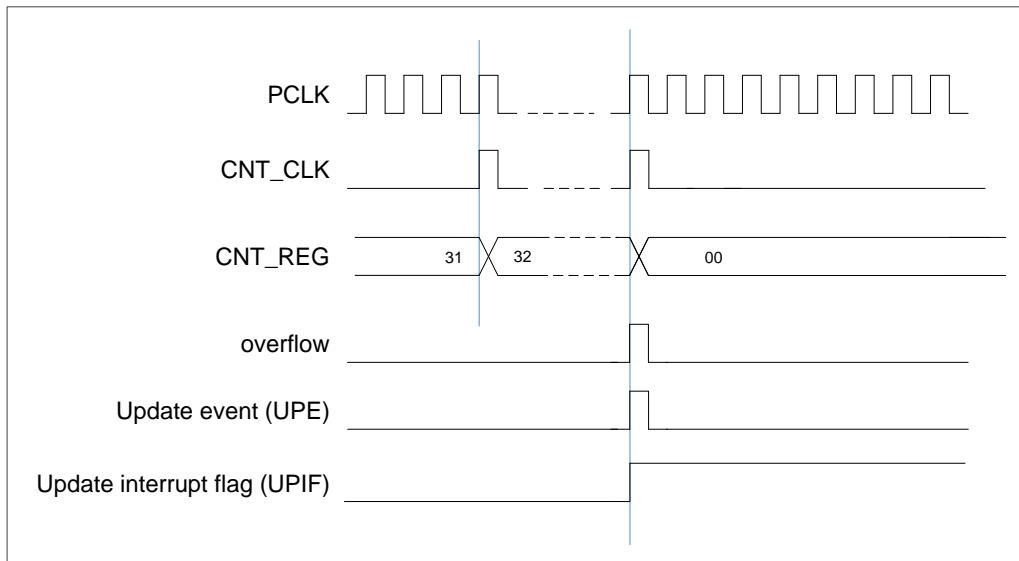 PCLK
CNT_CLK
CNT_REG 31 32 00
overflow
Update event (UPE)
Update interrupt flag (UPIF)